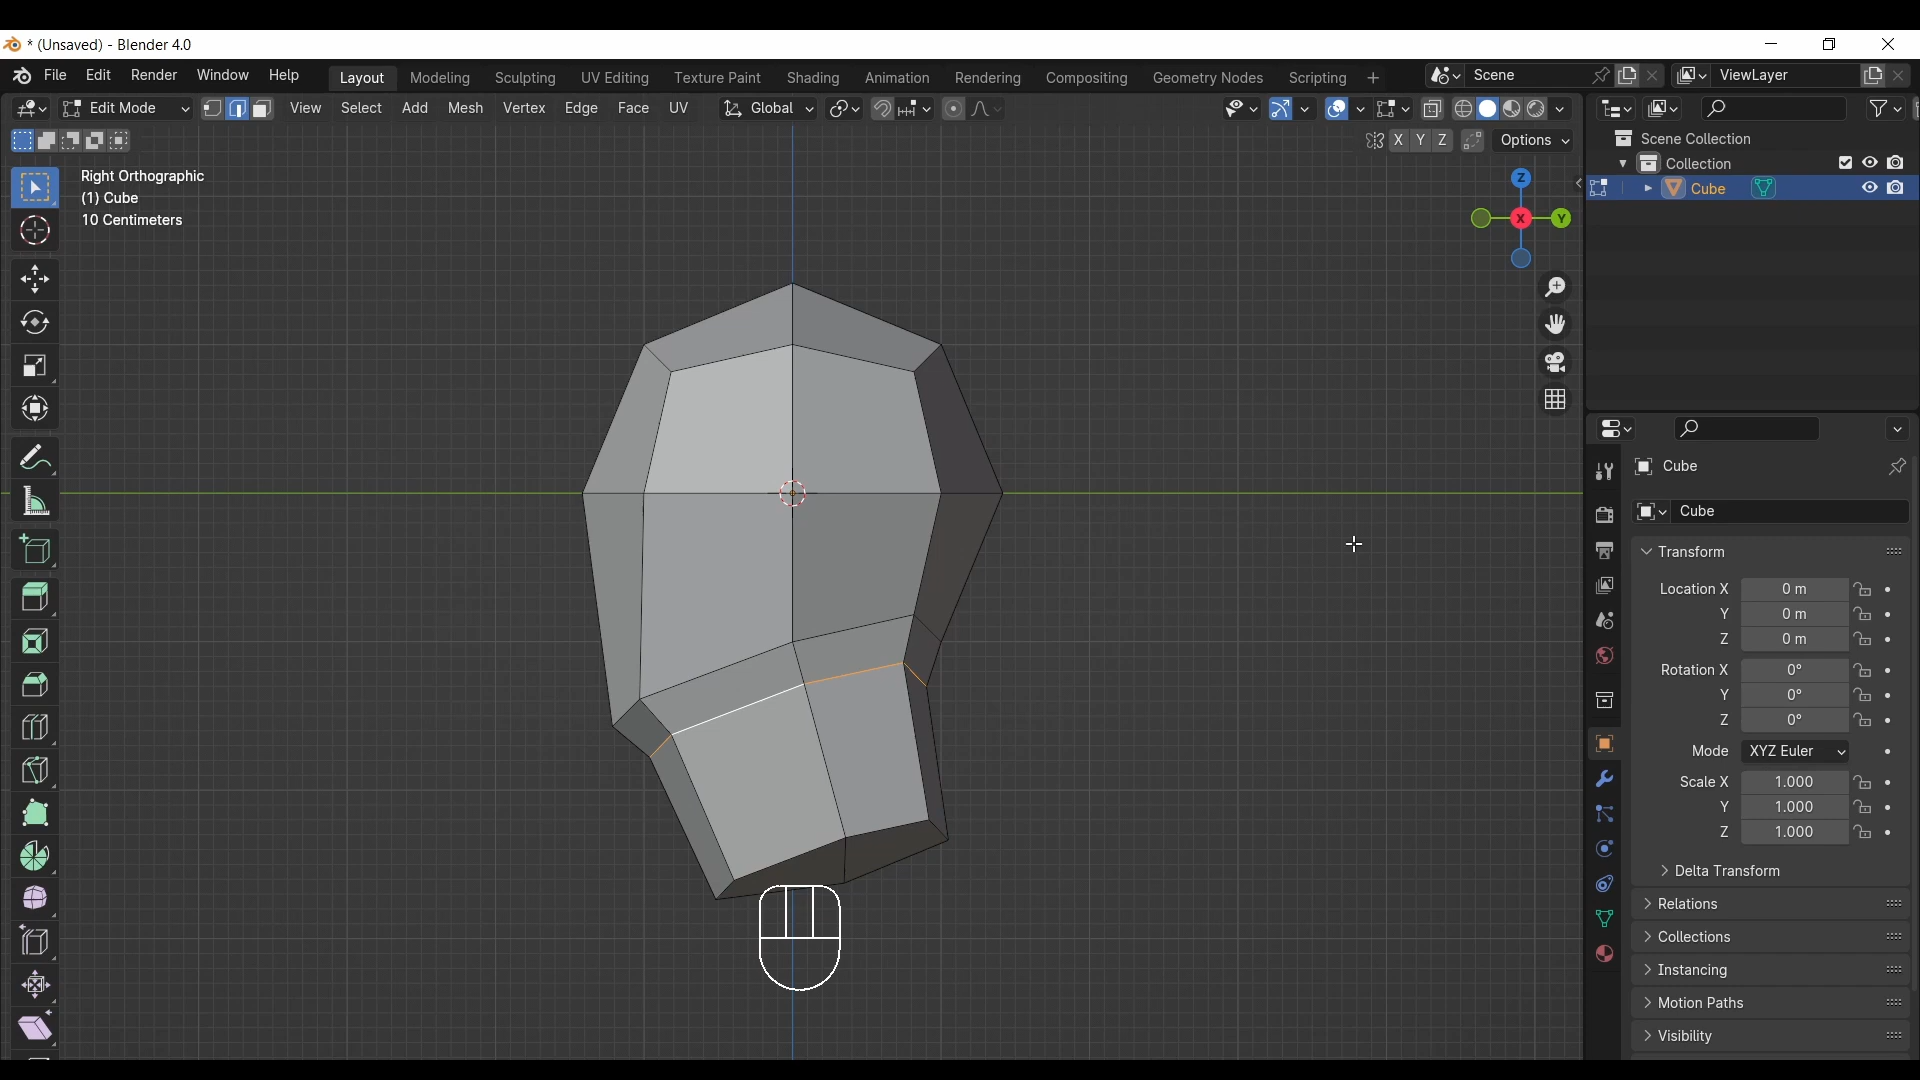 * (Unsaved) - Blender 4.0
File Edit Render Window Help Layout Modeling Sculpting UV Editing Texture Paint Shading Animation Rendering Compositing Geometry Nodes Scripting + Scene ViewLayer
Edit Mode View Select Add Mesh Vertex Edge Face UV Global
X Y Z Options
Right Orthographic
(1) Cube
10 Centimeters
Z
X Y
Scene Collection
Collection
Cube
Cube
Cube
Transform
Location X 0 m
Y 0 m
Z 0 m
Rotation X 0°
Y 0°
Z 0°
Mode XYZ Euler
Scale X 1.000
Y 1.000
Z 1.000
Delta Transform
Relations
Collections
Instancing
Motion Paths
Visibility